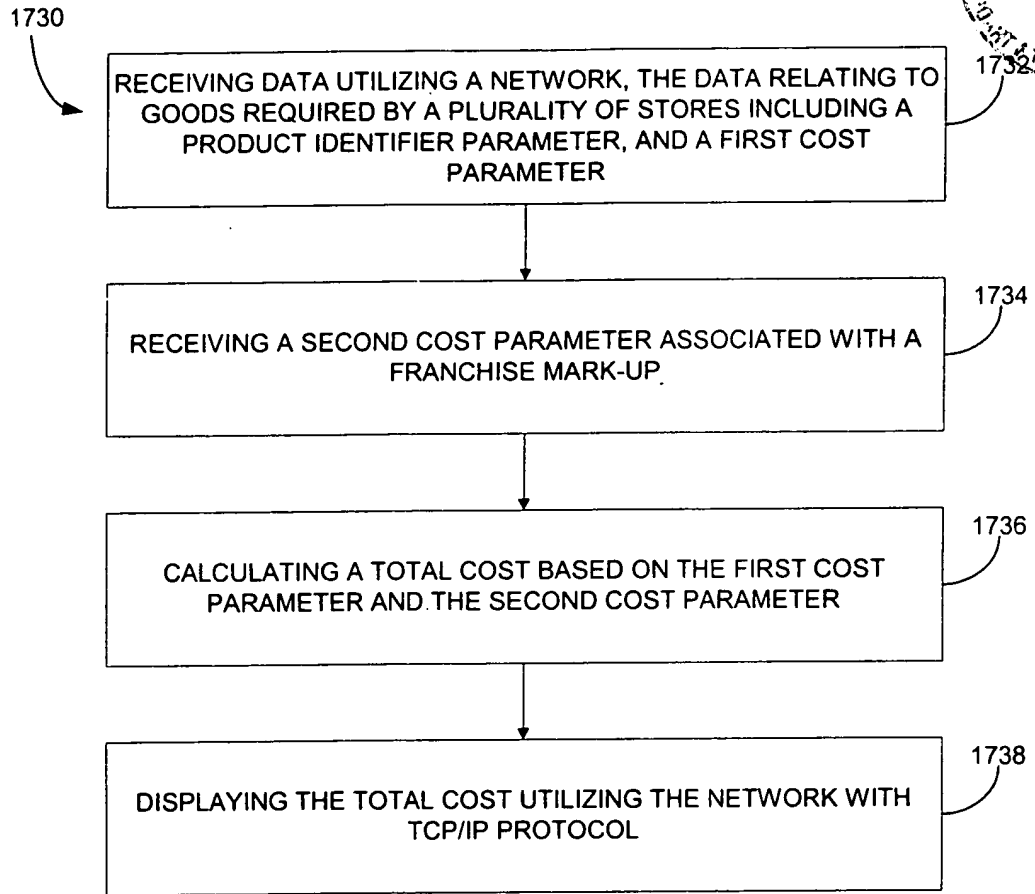 1730
RECEIVING DATA UTILIZING A NETWORK, THE DATA RELATING TO
GOODS REQUIRED BY A PLURALITY OF STORES INCLUDING A
PRODUCT IDENTIFIER PARAMETER, AND A FIRST COST
PARAMETER
1732
RECEIVING A SECOND COST PARAMETER ASSOCIATED WITH A
FRANCHISE MARK-UP
1734
CALCULATING A TOTAL COST BASED ON THE FIRST COST
PARAMETER AND THE SECOND COST PARAMETER
1736
DISPLAYING THE TOTAL COST UTILIZING THE NETWORK WITH
TCP/IP PROTOCOL
1738